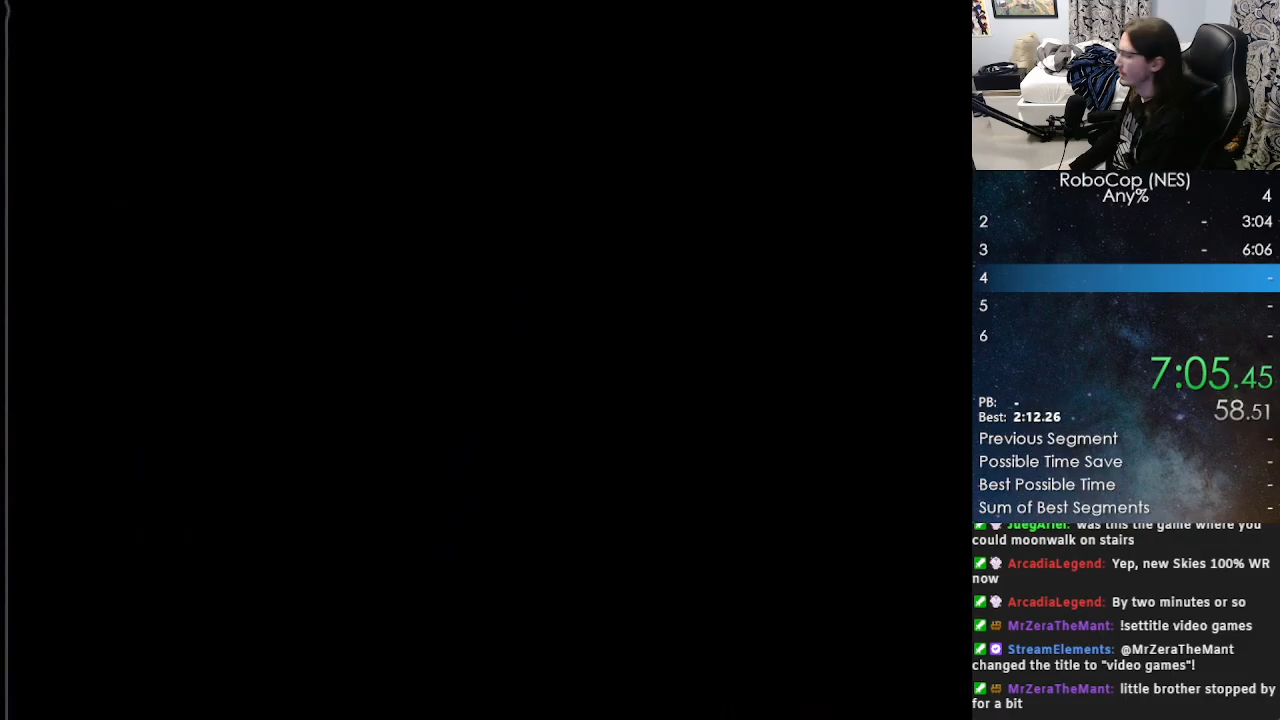 RoboCop (NES)
Any% 4
2 - 3:04
3 - 6:06
4 -
5 -
6 -
7:05.45
PB: - 58.51
Best: 2:12.26
Previous Segment -
Possible Time Save -
Best Possible Time -
Sum of Best Segments -
JuegAriel: was this the game where you
could moonwalk on stairs
ArcadiaLegend: Yep, new Skies 100% WR
now
ArcadiaLegend: By two minutes or so
MrZeraTheMant: !settitle video games
StreamElements: @MrZeraTheMant
changed the title to "video games"!
MrZeraTheMant: little brother stopped by
for a bit